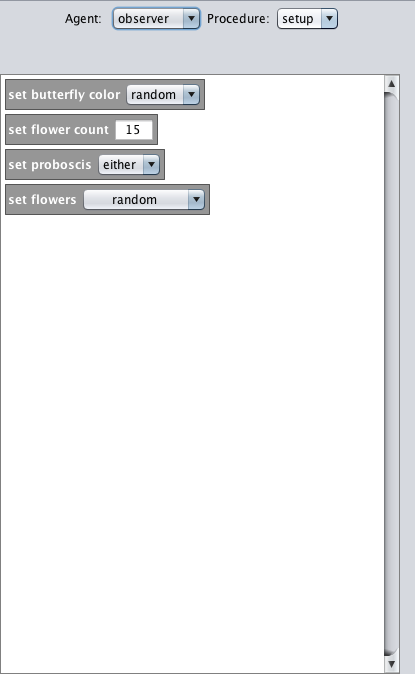 Agent: observer Procedure: setup
set butterfly color random
set flower count 15
set proboscis either
set flowers random